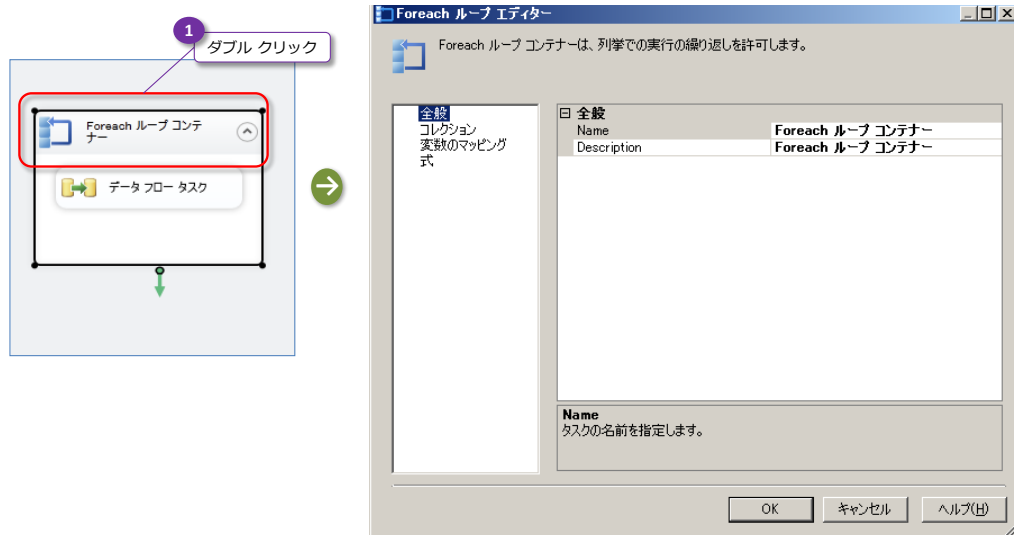 1
ダブル クリック
Foreach ループ コンテ
ナー
データ フロー タスク
Foreach ループ エディター
Foreach ループ コンテナーは、列挙での実行の繰り返しを許可します。
全般
コレクション
変数のマッピング
式
全般
Name Foreach ループ コンテナー
Description Foreach ループ コンテナー
Name
タスクの名前を指定します。
OK キャンセル ヘルプ(H)